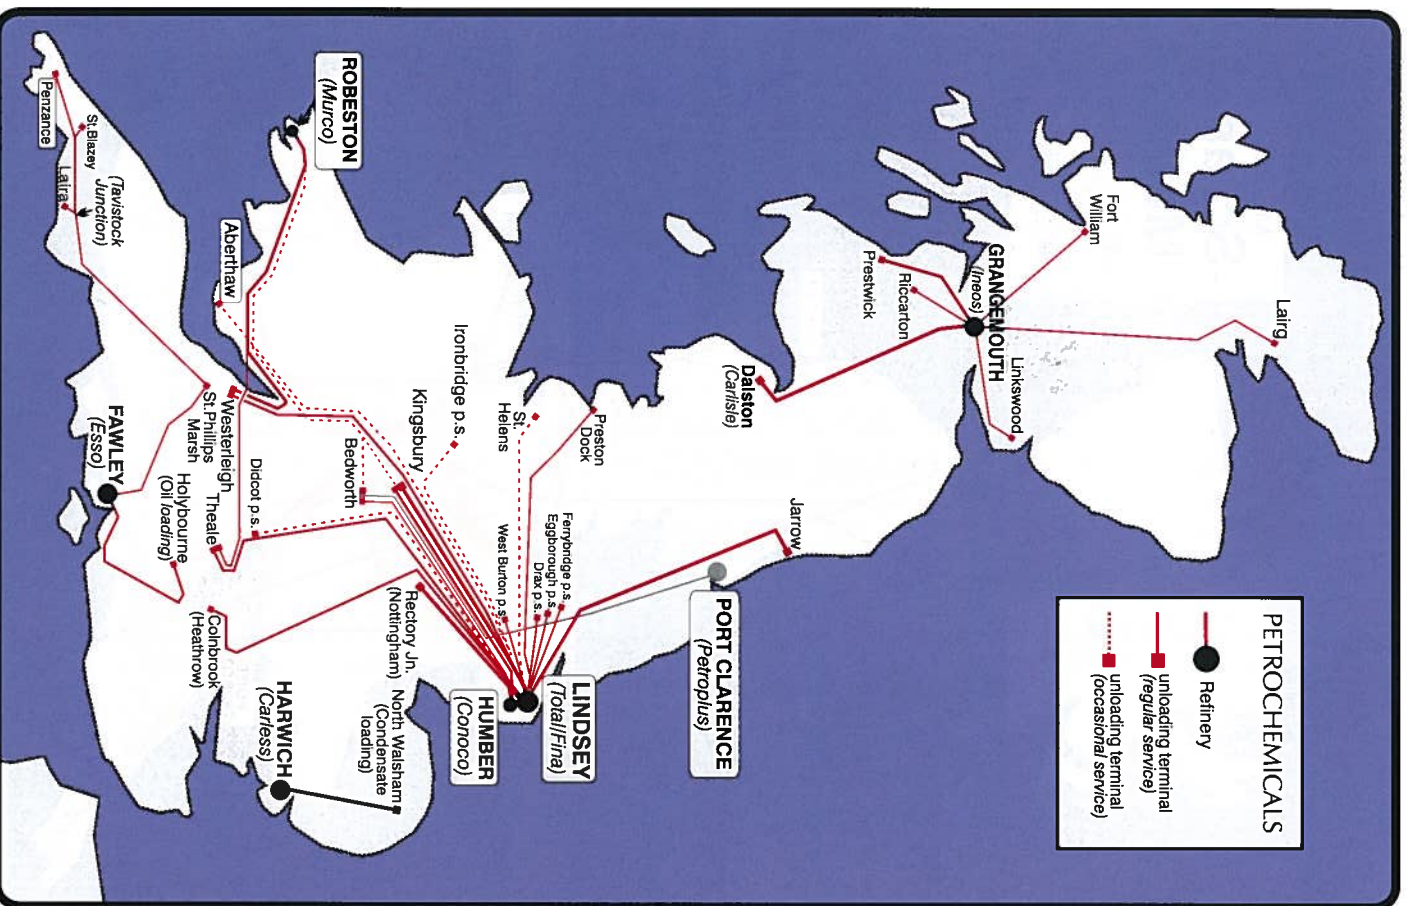 PETROCHEMICALS
Refinery
unloading terminal
(regular service)
unloading terminal
(occasional service)
Lairg
Fort
William
GRANGEMOUTH
(Ineos)
Linkswood
Riccarton
Prestwick
Dalston
(Carlisle)
Jarrow
PORT CLARENCE
(Petroplus)
Preston
Dock
St.
Helens
Ferrybridge p.s.
Eggborough p.s.
Drax p.s.
West Burton p.s.
LINDSEY
(Total/Fina)
HUMBER
(Conoco)
Ironbridge p.s.
Kingsbury
Bedworth
Rectory Jn.
(Nottingham)
North Walsham
(Condensate
loading)
HARWICH
(Carless)
ROBESTON
(Murco)
Aberthaw
Didcot p.s.
Westerleigh
Theale
St.Phillips
Marsh
Colnbrook
(Heathrow)
Holybourne
(Oil loading)
FAWLEY
(Esso)
(Tavistock
Junction)
St.Blazey
Laira
Penzance